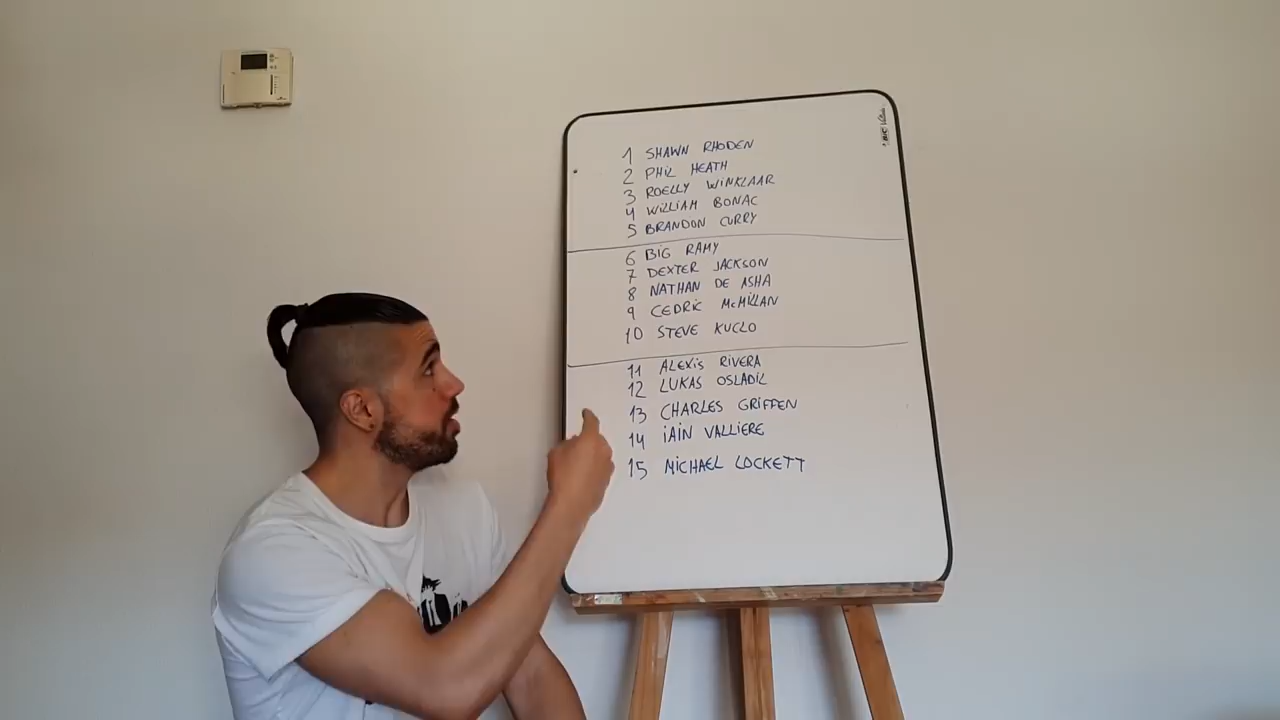 1 SHAWN RHODEN
2 PHIL HEATH
3 ROELLY WINKLAAR
4 WILLIAM BONAC
5 BRANDON CURRY
6 BIG RAMY
7 DEXTER JACKSON
8 NATHAN DE ASHA
9 CEDRIC McMILLAN
10 STEVE KUCLO
11 ALEXIS RIVERA
12 LUKAS OSLADIL
13 CHARLES GRIFFEN
14 IAIN VALLIERE
15 MICHAEL LOCKETT
BIC Velleda